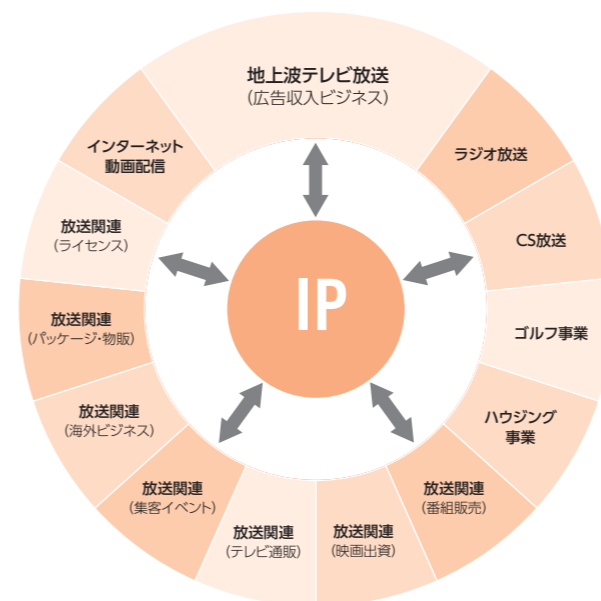 地上波テレビ放送
(広告収入ビジネス)
ラジオ放送
CS放送
ゴルフ事業
ハウジング
事業
放送関連
(番組販売)
放送関連
(映画出資)
放送関連
(テレビ通販)
放送関連
(集客イベント)
放送関連
(海外ビジネス)
放送関連
(パッケージ・物販)
放送関連
(ライセンス)
インターネット
動画配信
IP